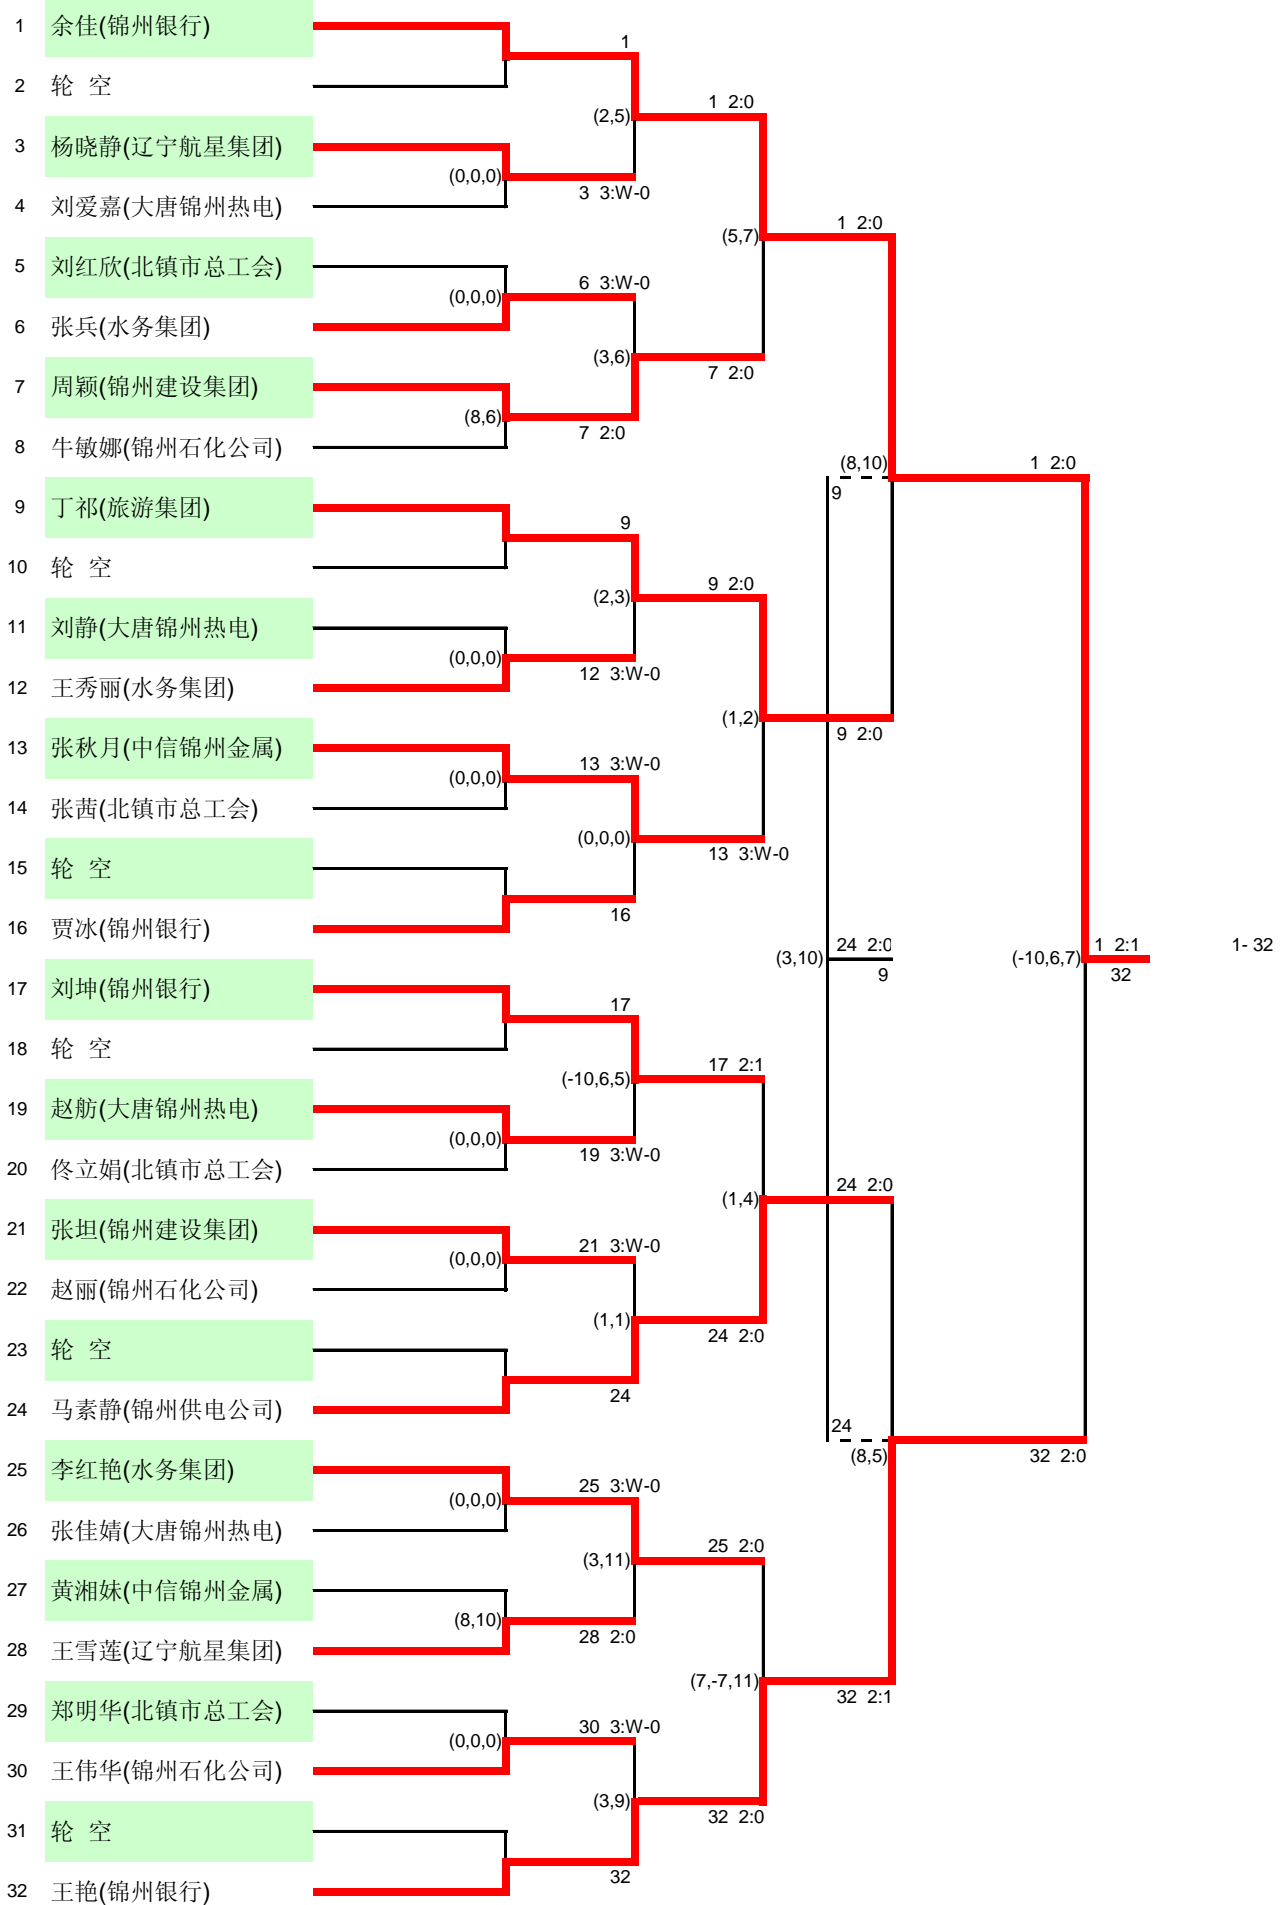 1 余佳(锦州银行)
1
2 轮 空
1 2:0
(2,5)
3 杨晓静(辽宁航星集团)
(0,0,0)
3 3:W-0
4 刘爱嘉(大唐锦州热电)
1 2:0
(5,7)
5 刘红欣(北镇市总工会)
6 3:W-0
(0,0,0)
6 张兵(水务集团)
(3,6)
7 2:0
7 周颖(锦州建设集团)
(8,6)
7 2:0
8 牛敏娜(锦州石化公司)
(8,10)
1 2:0
9
9 丁祁(旅游集团)
9
10 轮 空
9 2:0
(2,3)
11 刘静(大唐锦州热电)
(0,0,0)
12 3:W-0
12 王秀丽(水务集团)
(1,2)
9 2:0
13 张秋月(中信锦州金属)
13 3:W-0
(0,0,0)
14 张茜(北镇市总工会)
(0,0,0)
13 3:W-0
15 轮 空
16
16 贾冰(锦州银行)
24 2:0
1 2:1
1- 32
(3,10)
(-10,6,7)
9
32
17 刘坤(锦州银行)
17
18 轮 空
17 2:1
(-10,6,5)
19 赵舫(大唐锦州热电)
(0,0,0)
19 3:W-0
20 佟立娟(北镇市总工会)
24 2:0
(1,4)
21 张坦(锦州建设集团)
21 3:W-0
(0,0,0)
22 赵丽(锦州石化公司)
(1,1)
24 2:0
23 轮 空
24
24 马素静(锦州供电公司)
24
(8,5)
32 2:0
25 李红艳(水务集团)
25 3:W-0
(0,0,0)
26 张佳婧(大唐锦州热电)
25 2:0
(3,11)
27 黄湘妹(中信锦州金属)
(8,10)
28 2:0
28 王雪莲(辽宁航星集团)
(7,-7,11)
32 2:1
29 郑明华(北镇市总工会)
30 3:W-0
(0,0,0)
30 王伟华(锦州石化公司)
(3,9)
32 2:0
31 轮 空
32
32 王艳(锦州银行)